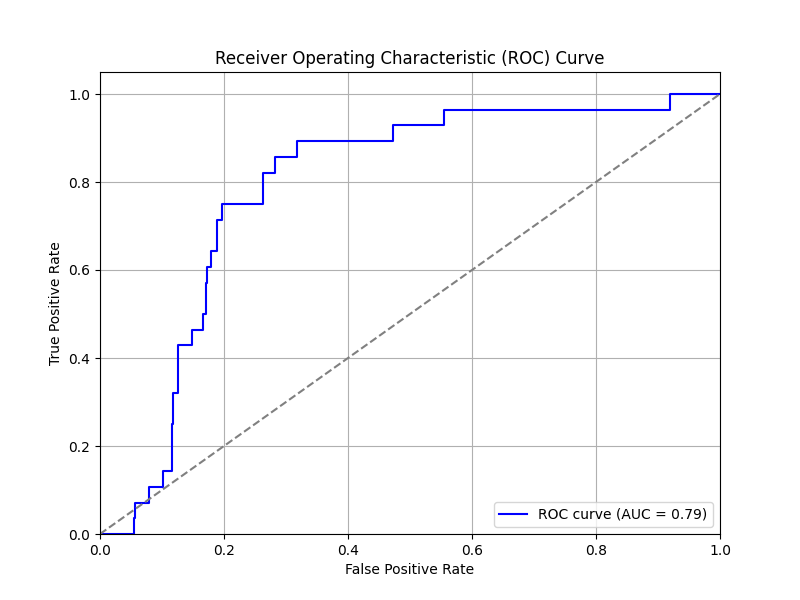 Receiver Operating Characteristic (ROC) Curve
1.0
0.8
0.6
0.4
0.2
0.0
True Positive Rate
ROC curve (AUC = 0.79)
0.0 0.2 0.4 0.6 0.8 1.0
False Positive Rate